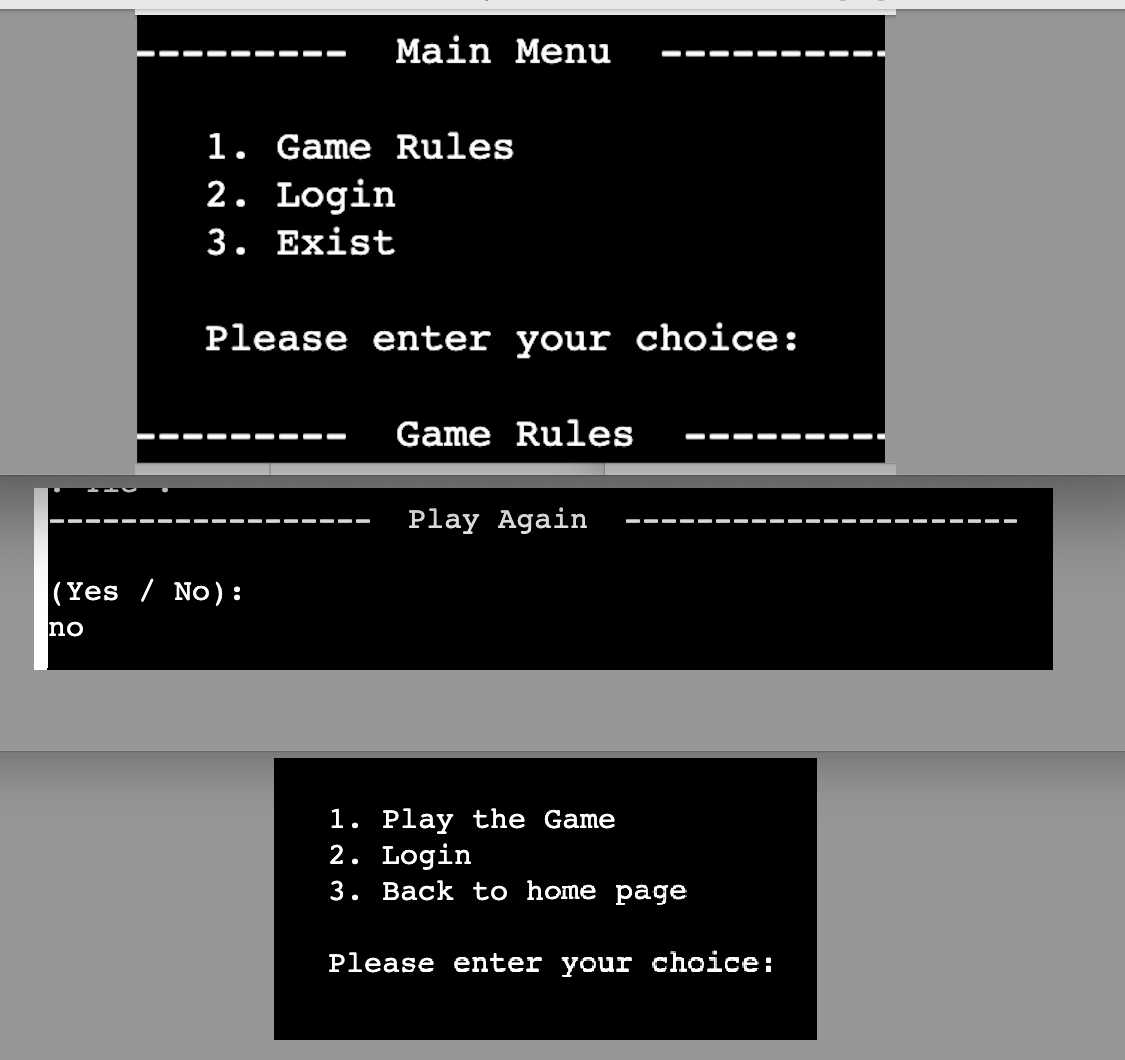 --------- Main Menu ----------
1. Game Rules
2. Login
3. Exist
Please enter your choice:
--------- Game Rules ---------
------------------ Play Again ----------------------
(Yes / No):
no
1. Play the Game
2. Login
3. Back to home page
Please enter your choice: